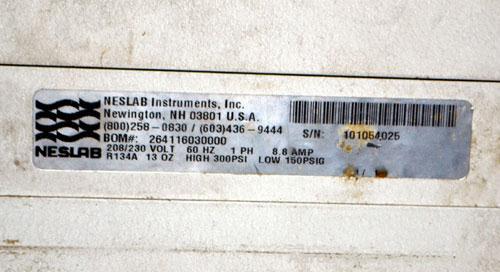 NESLAB Instruments, Inc.
Newington, NH 03801 U.S.A.
(800)258-0830 / (603)436-9444
BOM#: 264116030000
208/230 VOLT 60 HZ 1 PH 8.8 AMP
R134A 13 OZ HIGH 300PSI LOW 150PSIG
NESLAB
S/N: 101054025